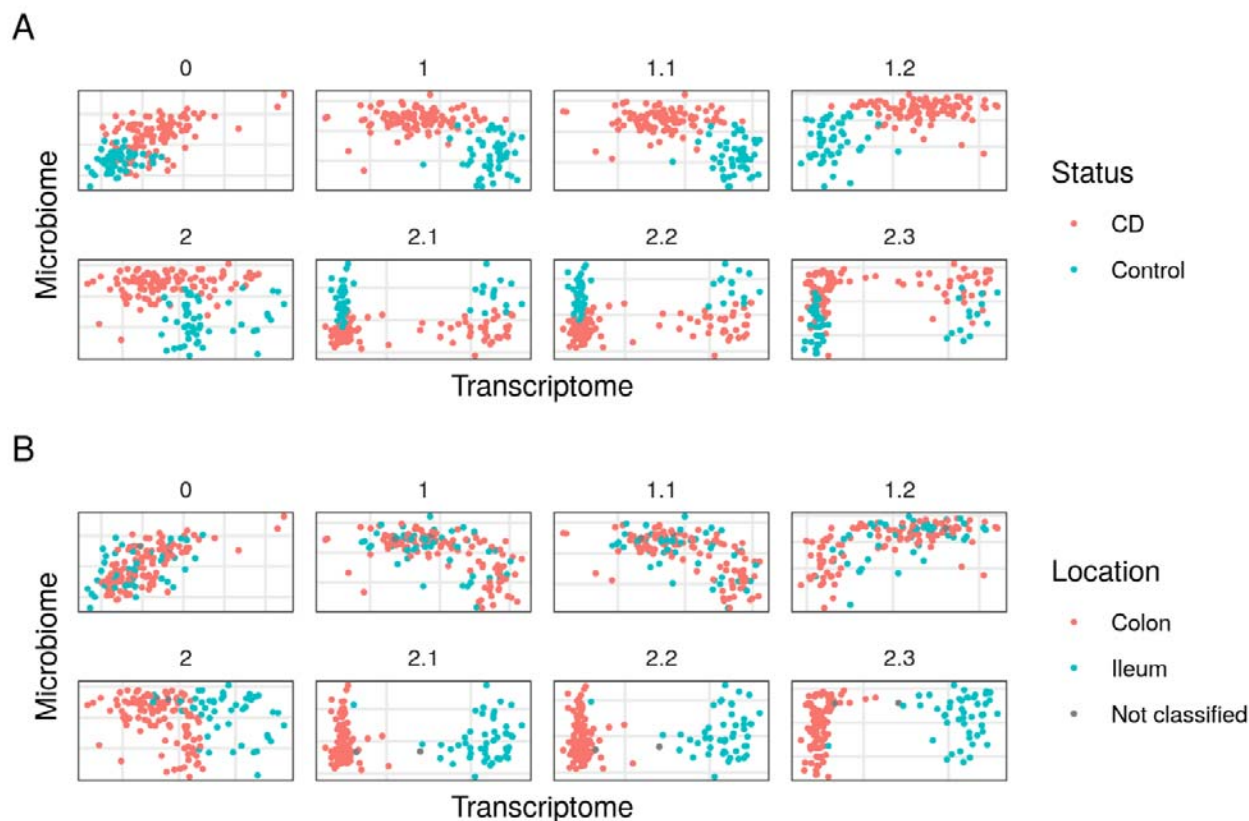 A
0 1 1.1 1.2
Status
CD
Control
2 2.1 2.2 2.3
Microbiome
Transcriptome
B
0 1 1.1 1.2
Location
Colon
Ileum
Not classified
2 2.1 2.2 2.3
Microbiome
Transcriptome